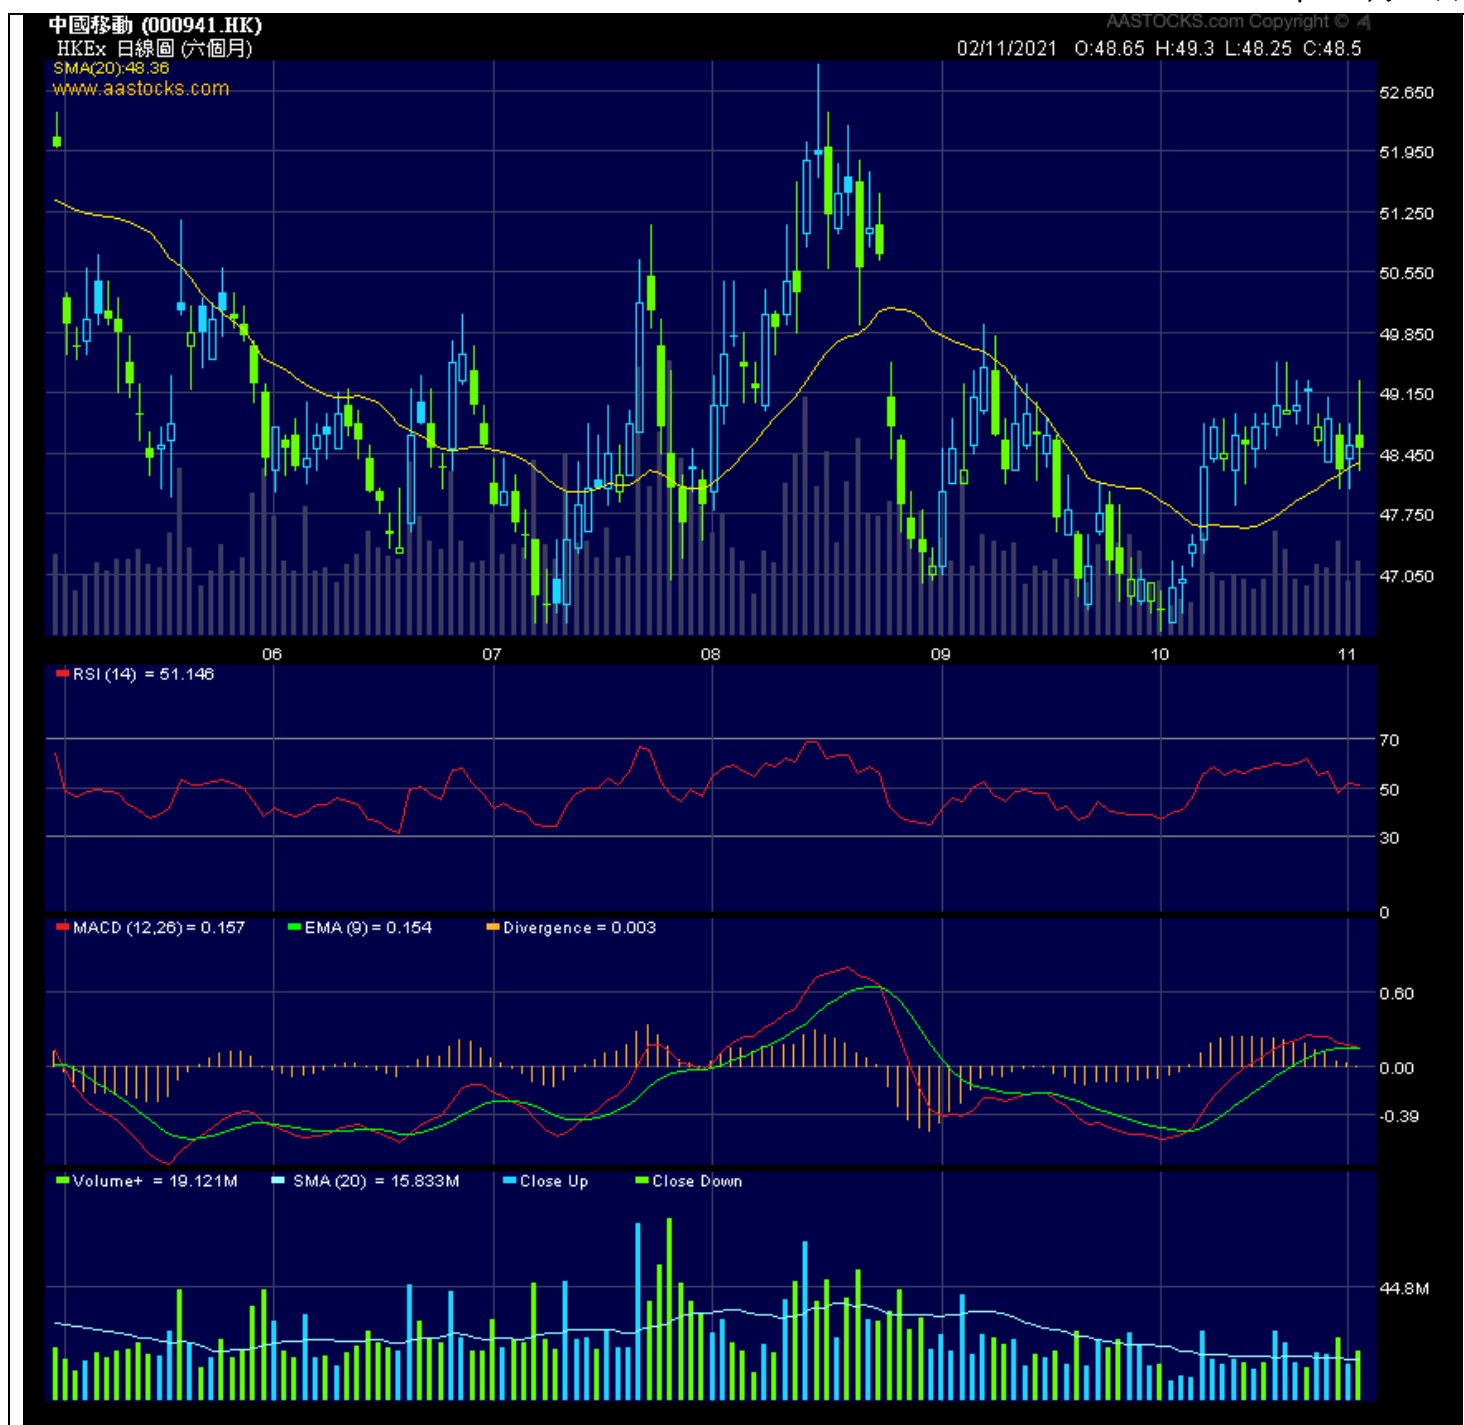 AASTOCKS.com Copyright ©
中國移動 (000941.HK)
HKEx 日線圖 (六個月)
02/11/2021 O:48.65 H:49.3 L:48.25 C:48.5
SMA(20):48.36
www.aastocks.com
52.650
51.950
51.250
50.550
49.850
49.150
48.450
47.750
47.050
06 07 08 09 10 11
RSI (14) = 51.146
70
50
30
0
MACD (12,26) = 0.157 EMA (9) = 0.154 Divergence = 0.003
0.60
0.00
-0.39
Volume+ = 19.121M SMA (20) = 15.833M Close Up Close Down
44.8M